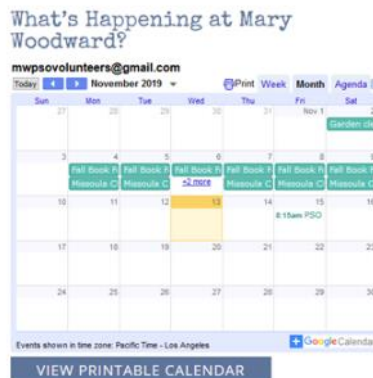 What's Happening at Mary
Woodward?
mwpsovolunteers@gmail.com
Today November 2019 Print Week Month Agenda
Sun Mon Tue Wed Thu Fri Sat
27 28 29 30 31 Nov 1
Garden cle
3 4 5 6 7 8
Fall Book F Fall Book F Fall Book F Fall Book F Fall Book F Fall Book F
Missoula C Missoula C +2 more Missoula C Missoula C Missoula C
10 11 12 13 14 15 16
8:15am PSO
17 18 19 20 21 22 23
24 25 26 27 28 29 30
Events shown in time zone: Pacific Time - Los Angeles
Google Calenda
VIEW PRINTABLE CALENDAR